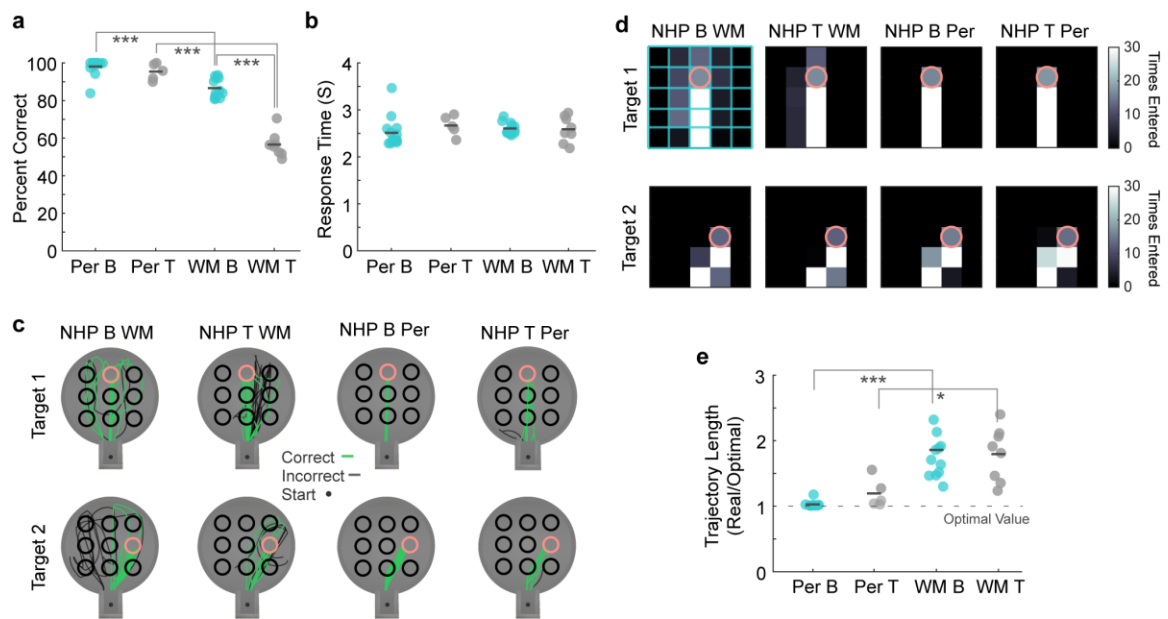 a
***
***
***
Percent Correct
100
80
60
40
20
0
Per B
Per T
WM B
WM T
b
Response Time (S)
5
4
3
2
1
0
Per B
Per T
WM B
WM T
c
NHP B WM
NHP T WM
NHP B Per
NHP T Per
Target 1
Correct
Incorrect
Start
Target 2
d
NHP B WM
NHP T WM
NHP B Per
NHP T Per
Target 1
30
20
10
0
Times Entered
Target 2
30
20
10
0
Times Entered
e
***
*
Trajectory Length
(Real/Optimal)
3
2
1
0
Optimal Value
Per B
Per T
WM B
WM T